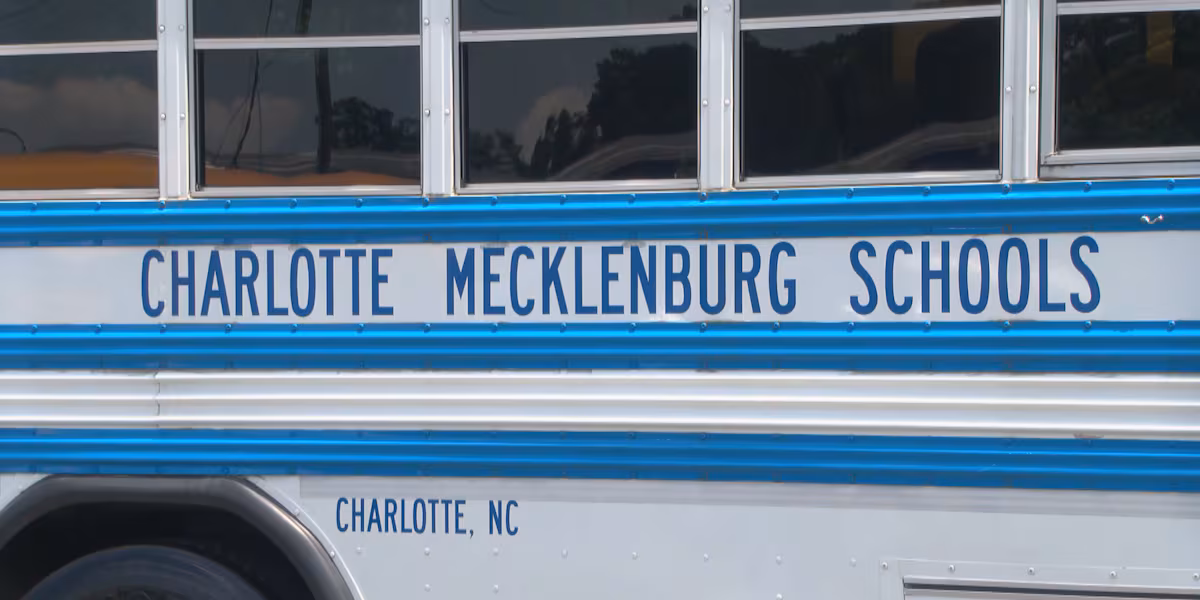 CHARLOTTE MECKLENBURG SCHOOLS
CHARLOTTE, NC